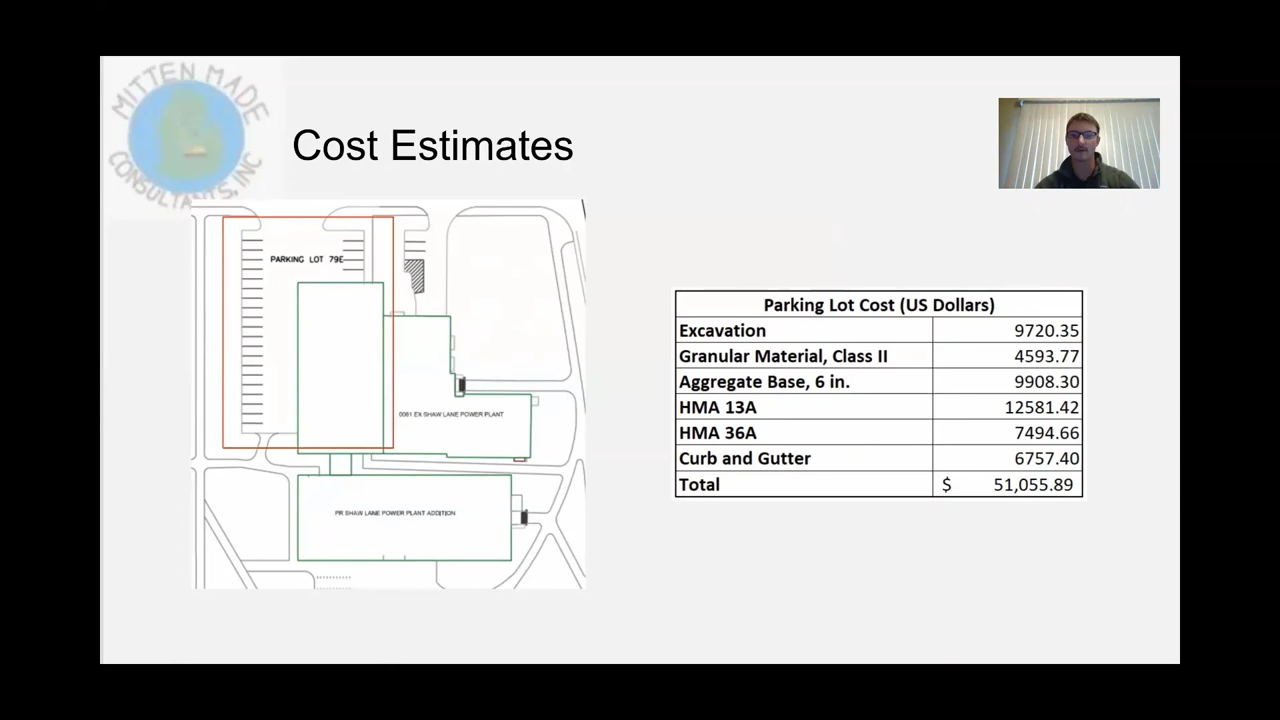 MITTEN MADE
CONSULTANTS, INC
Cost Estimates
PARKING LOT 79E
0061 EX SHAW LANE POWER PLANT
PR SHAW LANE POWER PLANT ADDITION
Parking Lot Cost (US Dollars)
Excavation 9720.35
Granular Material, Class II 4593.77
Aggregate Base, 6 in. 9908.30
HMA 13A 12581.42
HMA 36A 7494.66
Curb and Gutter 6757.40
Total $ 51,055.89